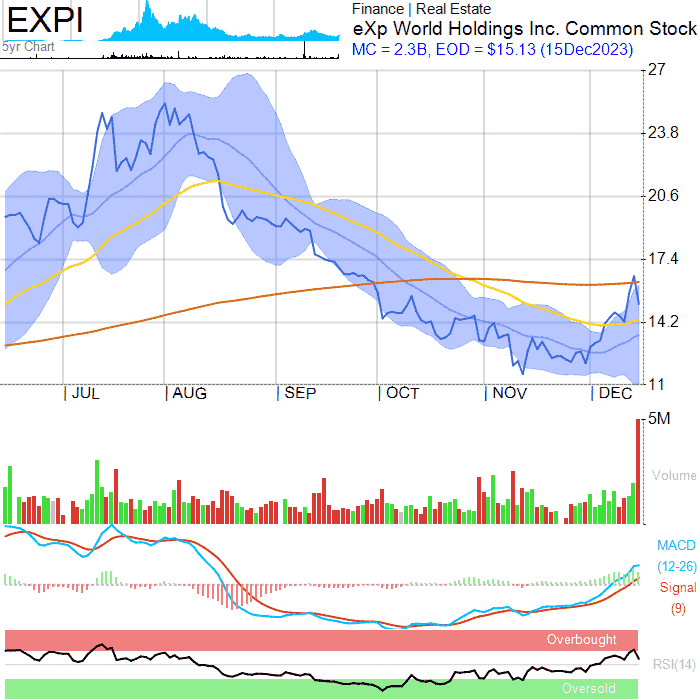 EXPI
5yr Chart
Finance | Real Estate
eXp World Holdings Inc. Common Stock
MC = 2.3B, EOD = $15.13 (15Dec2023)
27
23.8
20.6
17.4
14.2
11
JUL AUG SEP OCT NOV DEC
5M
Volume
MACD
(12-26)
Signal
(9)
Overbought
RSI(14)
Oversold